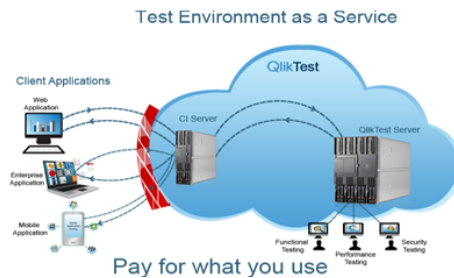 Test Environment as a Service
QlikTest
Client Applications
Web
Application
CI Server
QlikTest Server
Enterprise
Application
Mobile
Application
Functional
Testing
Performance
Testing
Security
Testing
Pay for what you use